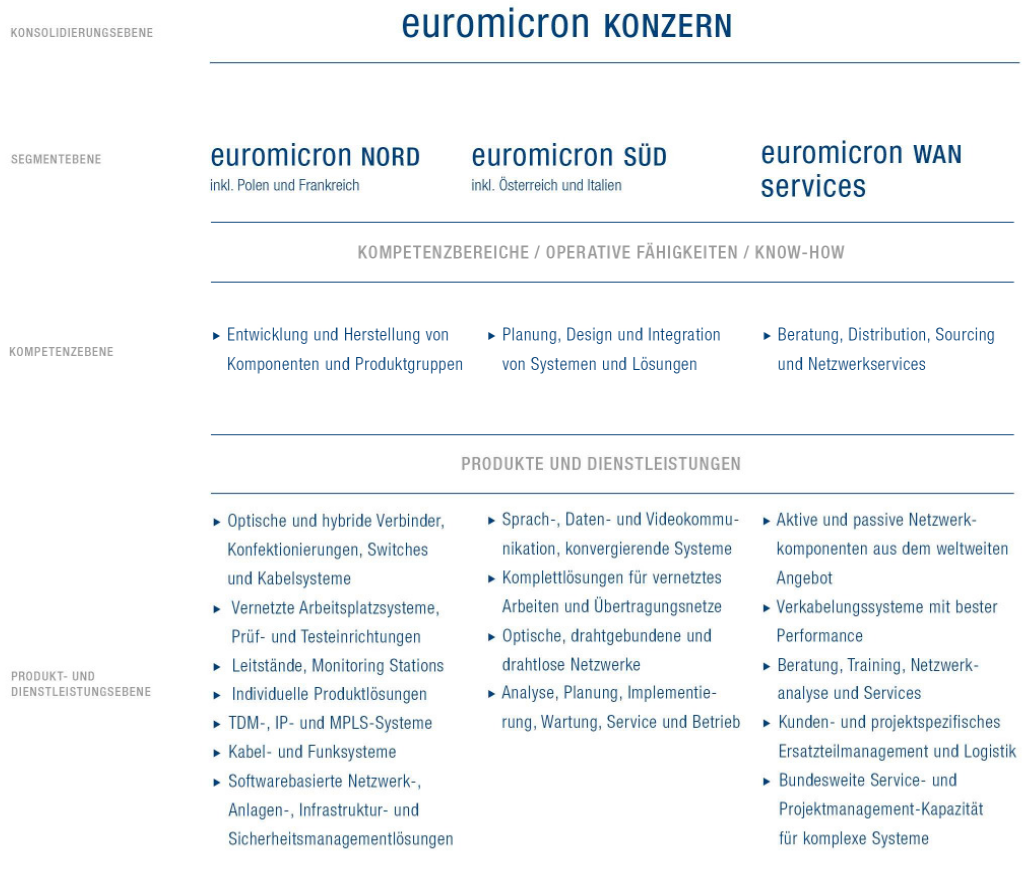 KONSOLIDIERUNGSEBENE
euromicron KONZERN
SEGMENTEBENE
euromicron NORD
inkl. Polen und Frankreich
euromicron SÜD
inkl. Österreich und Italien
euromicron WAN
services
KOMPETENZBEREICHE / OPERATIVE FÄHIGKEITEN / KNOW-HOW
KOMPETENZEBENE
▸ Entwicklung und Herstellung von
Komponenten und Produktgruppen
▸ Planung, Design und Integration
von Systemen und Lösungen
▸ Beratung, Distribution, Sourcing
und Netzwerkservices
PRODUKTE UND DIENSTLEISTUNGEN
PRODUKT- UND
DIENSTLEISTUNGSEBENE
▸ Optische und hybride Verbinder,
Konfektionierungen, Switches
und Kabelsysteme
▸ Vernetzte Arbeitsplatzsysteme,
Prüf- und Testeinrichtungen
▸ Leitstände, Monitoring Stations
▸ Individuelle Produktlösungen
▸ TDM-, IP- und MPLS-Systeme
▸ Kabel- und Funksysteme
▸ Softwarebasierte Netzwerk-,
Anlagen-, Infrastruktur- und
Sicherheitsmanagementlösungen
▸ Sprach-, Daten- und Videokommu-
nikation, konvergierende Systeme
▸ Komplettlösungen für vernetztes
Arbeiten und Übertragungsnetze
▸ Optische, drahtgebundene und
drahtlose Netzwerke
▸ Analyse, Planung, Implementie-
rung, Wartung, Service und Betrieb
▸ Aktive und passive Netzwerk-
komponenten aus dem weltweiten
Angebot
▸ Verkabelungssysteme mit bester
Performance
▸ Beratung, Training, Netzwerk-
analyse und Services
▸ Kunden- und projektspezifisches
Ersatzteilmanagement und Logistik
▸ Bundesweite Service- und
Projektmanagement-Kapazität
für komplexe Systeme